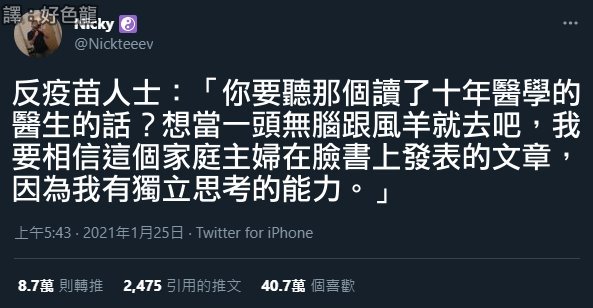 譯：好色龍
Nicky ☯
@Nickteeev
反疫苗人士：「你要聽那個讀了十年醫學的
醫生的話？想當一頭無腦跟風羊就去吧，我
要相信這個家庭主婦在臉書上發表的文章，
因為我有獨立思考的能力。」
上午5:43 · 2021年1月25日 · Twitter for iPhone
8.7萬 則轉推 2,475 引用的推文 40.7萬 個喜歡